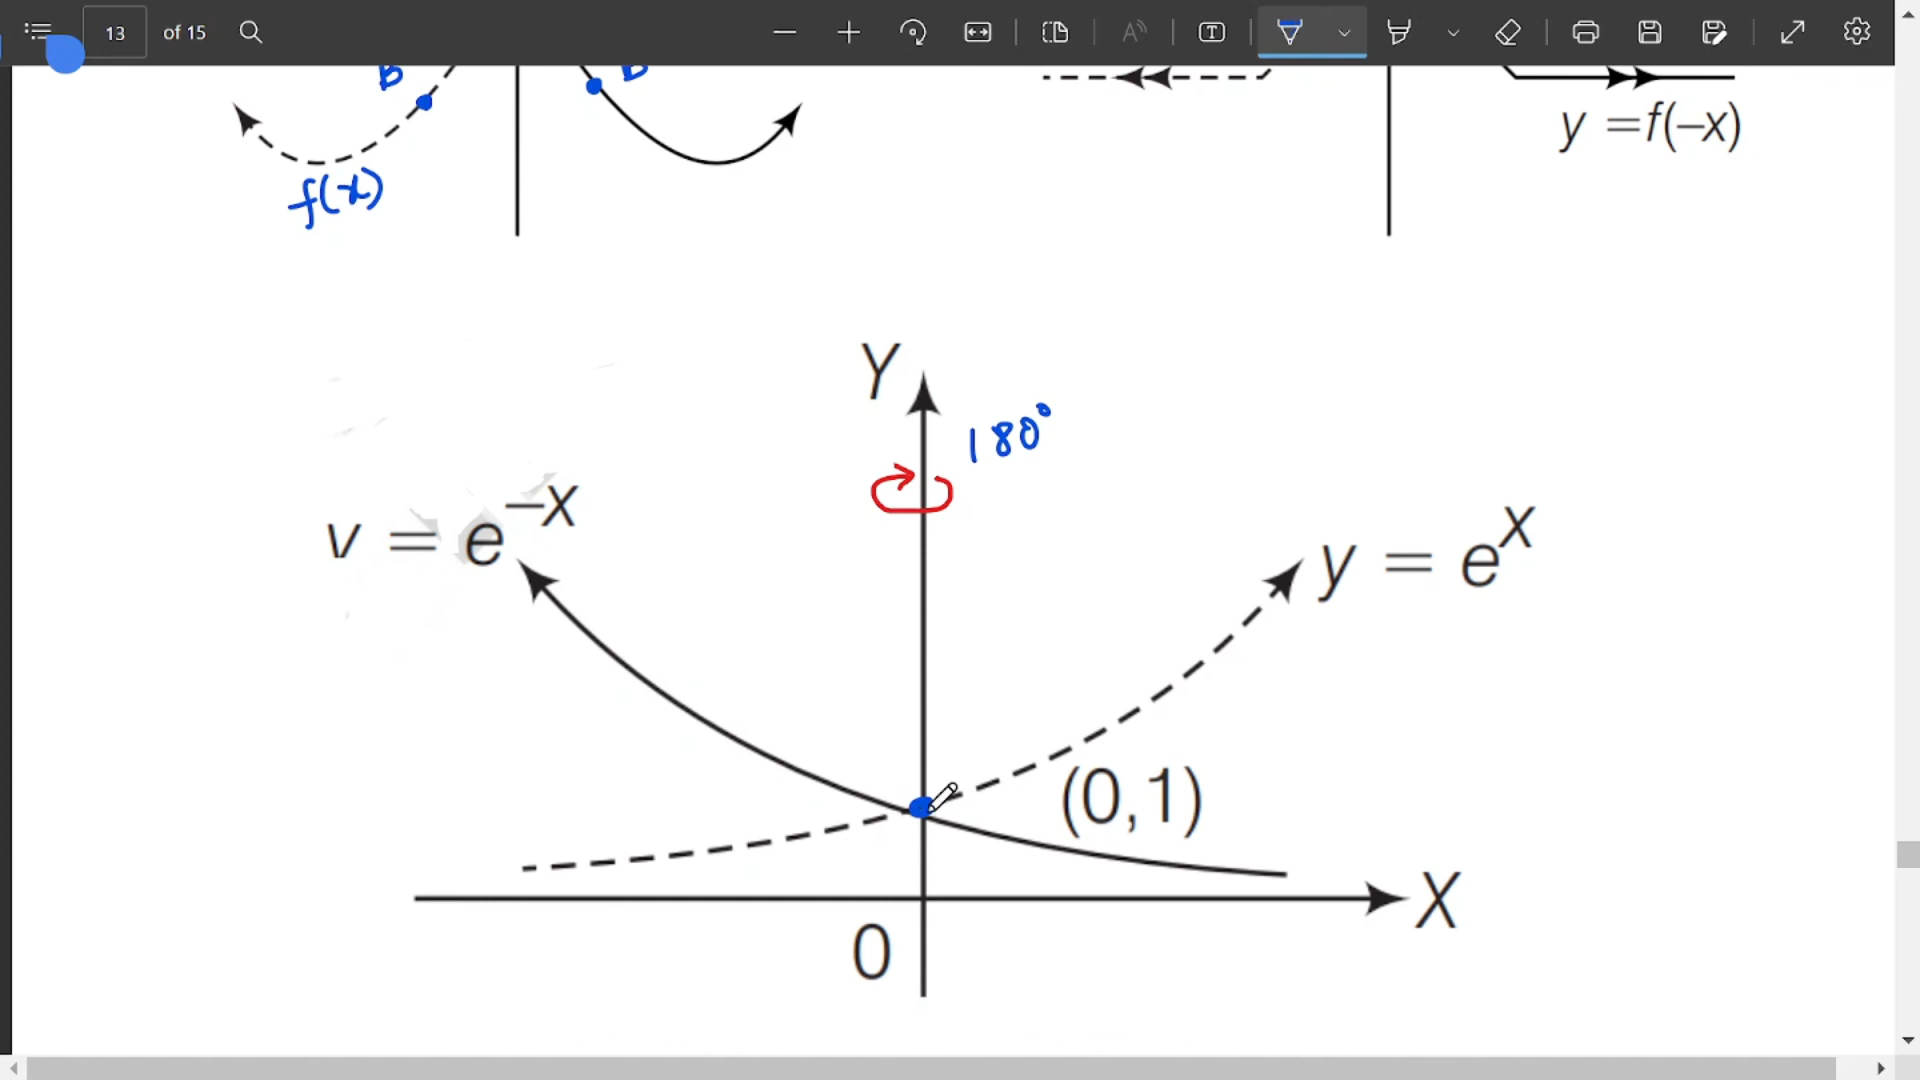 13 of 15
B B
y =f(–x)
f(x)
Y
180°
v = e^–x
y = e^x
(0,1)
X
0